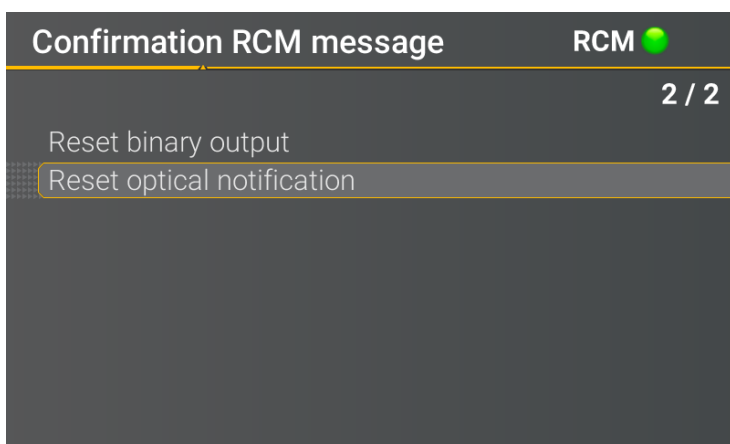 Confirmation RCM message RCM
2 / 2
Reset binary output
Reset optical notification